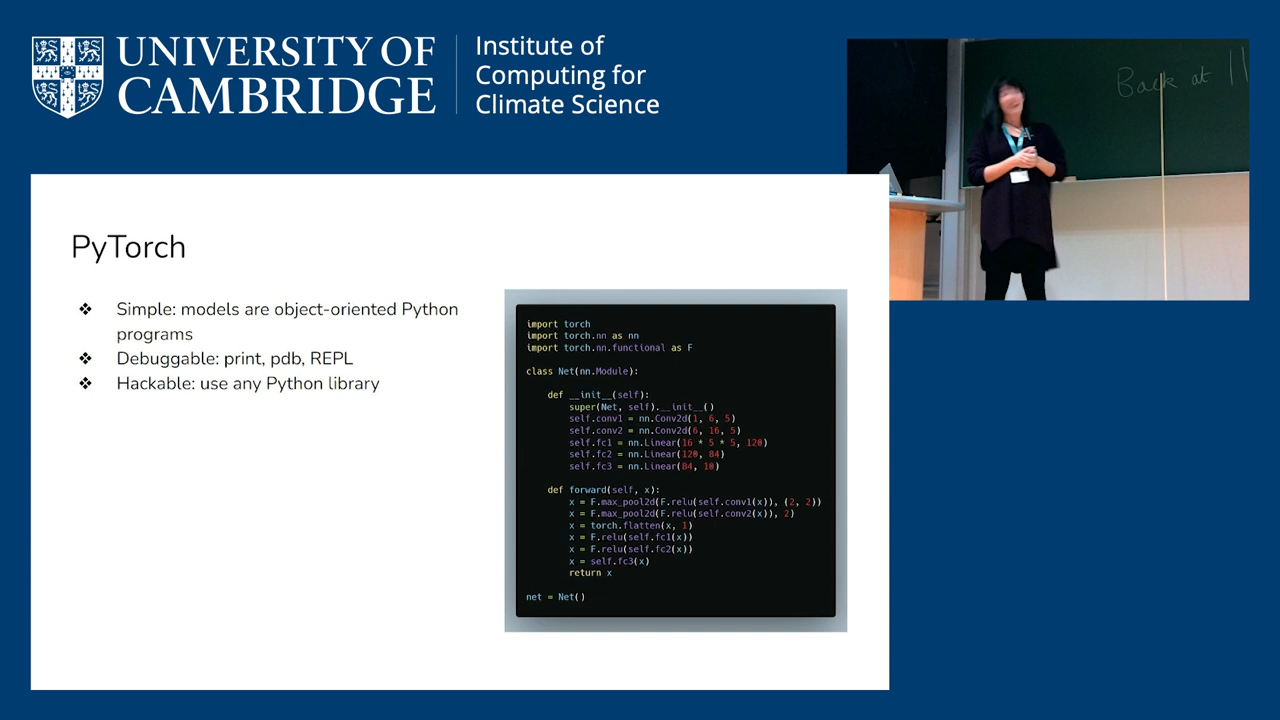 UNIVERSITY OF
CAMBRIDGE
Institute of
Computing for
Climate Science
Back at 11
PyTorch
❖ Simple: models are object-oriented Python
programs
❖ Debuggable: print, pdb, REPL
❖ Hackable: use any Python library
import torch
import torch.nn as nn
import torch.nn.functional as F
class Net(nn.Module):
    def __init__(self):
        super(Net, self).__init__()
        self.conv1 = nn.Conv2d(1, 6, 5)
        self.conv2 = nn.Conv2d(6, 16, 5)
        self.fc1 = nn.Linear(16 * 5 * 5, 120)
        self.fc2 = nn.Linear(120, 84)
        self.fc3 = nn.Linear(84, 10)
    def forward(self, x):
        x = F.max_pool2d(F.relu(self.conv1(x)), (2, 2))
        x = F.max_pool2d(F.relu(self.conv2(x)), 2)
        x = torch.flatten(x, 1)
        x = F.relu(self.fc1(x))
        x = F.relu(self.fc2(x))
        x = self.fc3(x)
        return x
net = Net()